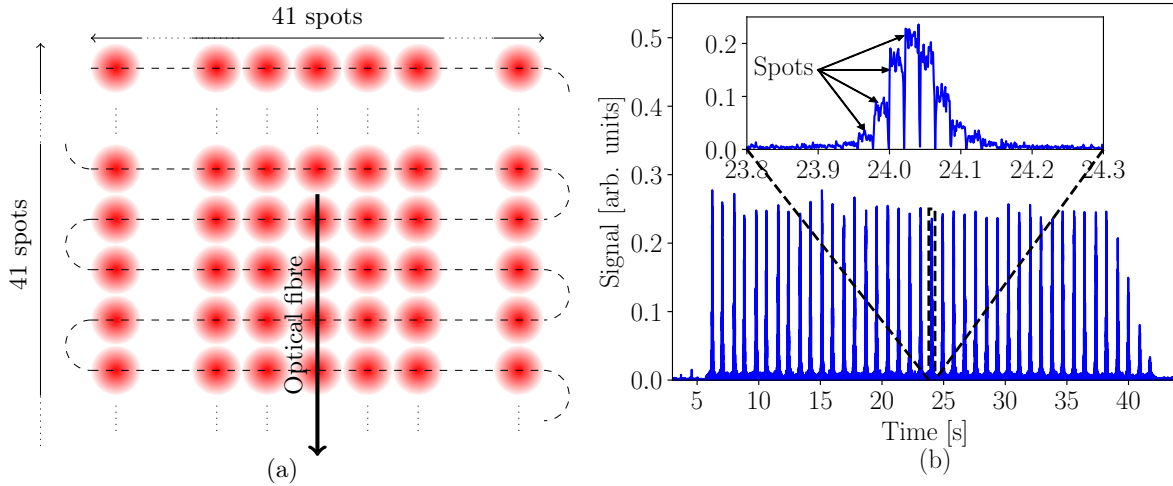 41 spots
41 spots
Optical fibre
(a)
Signal [arb. units]
0.5
0.4
0.3
0.2
0.1
0.0
5 10 15 20 25 30 35 40
Time [s]
0.2
0.1
0.0
Spots
23.8 23.9 24.0 24.1 24.2 24.3
(b)